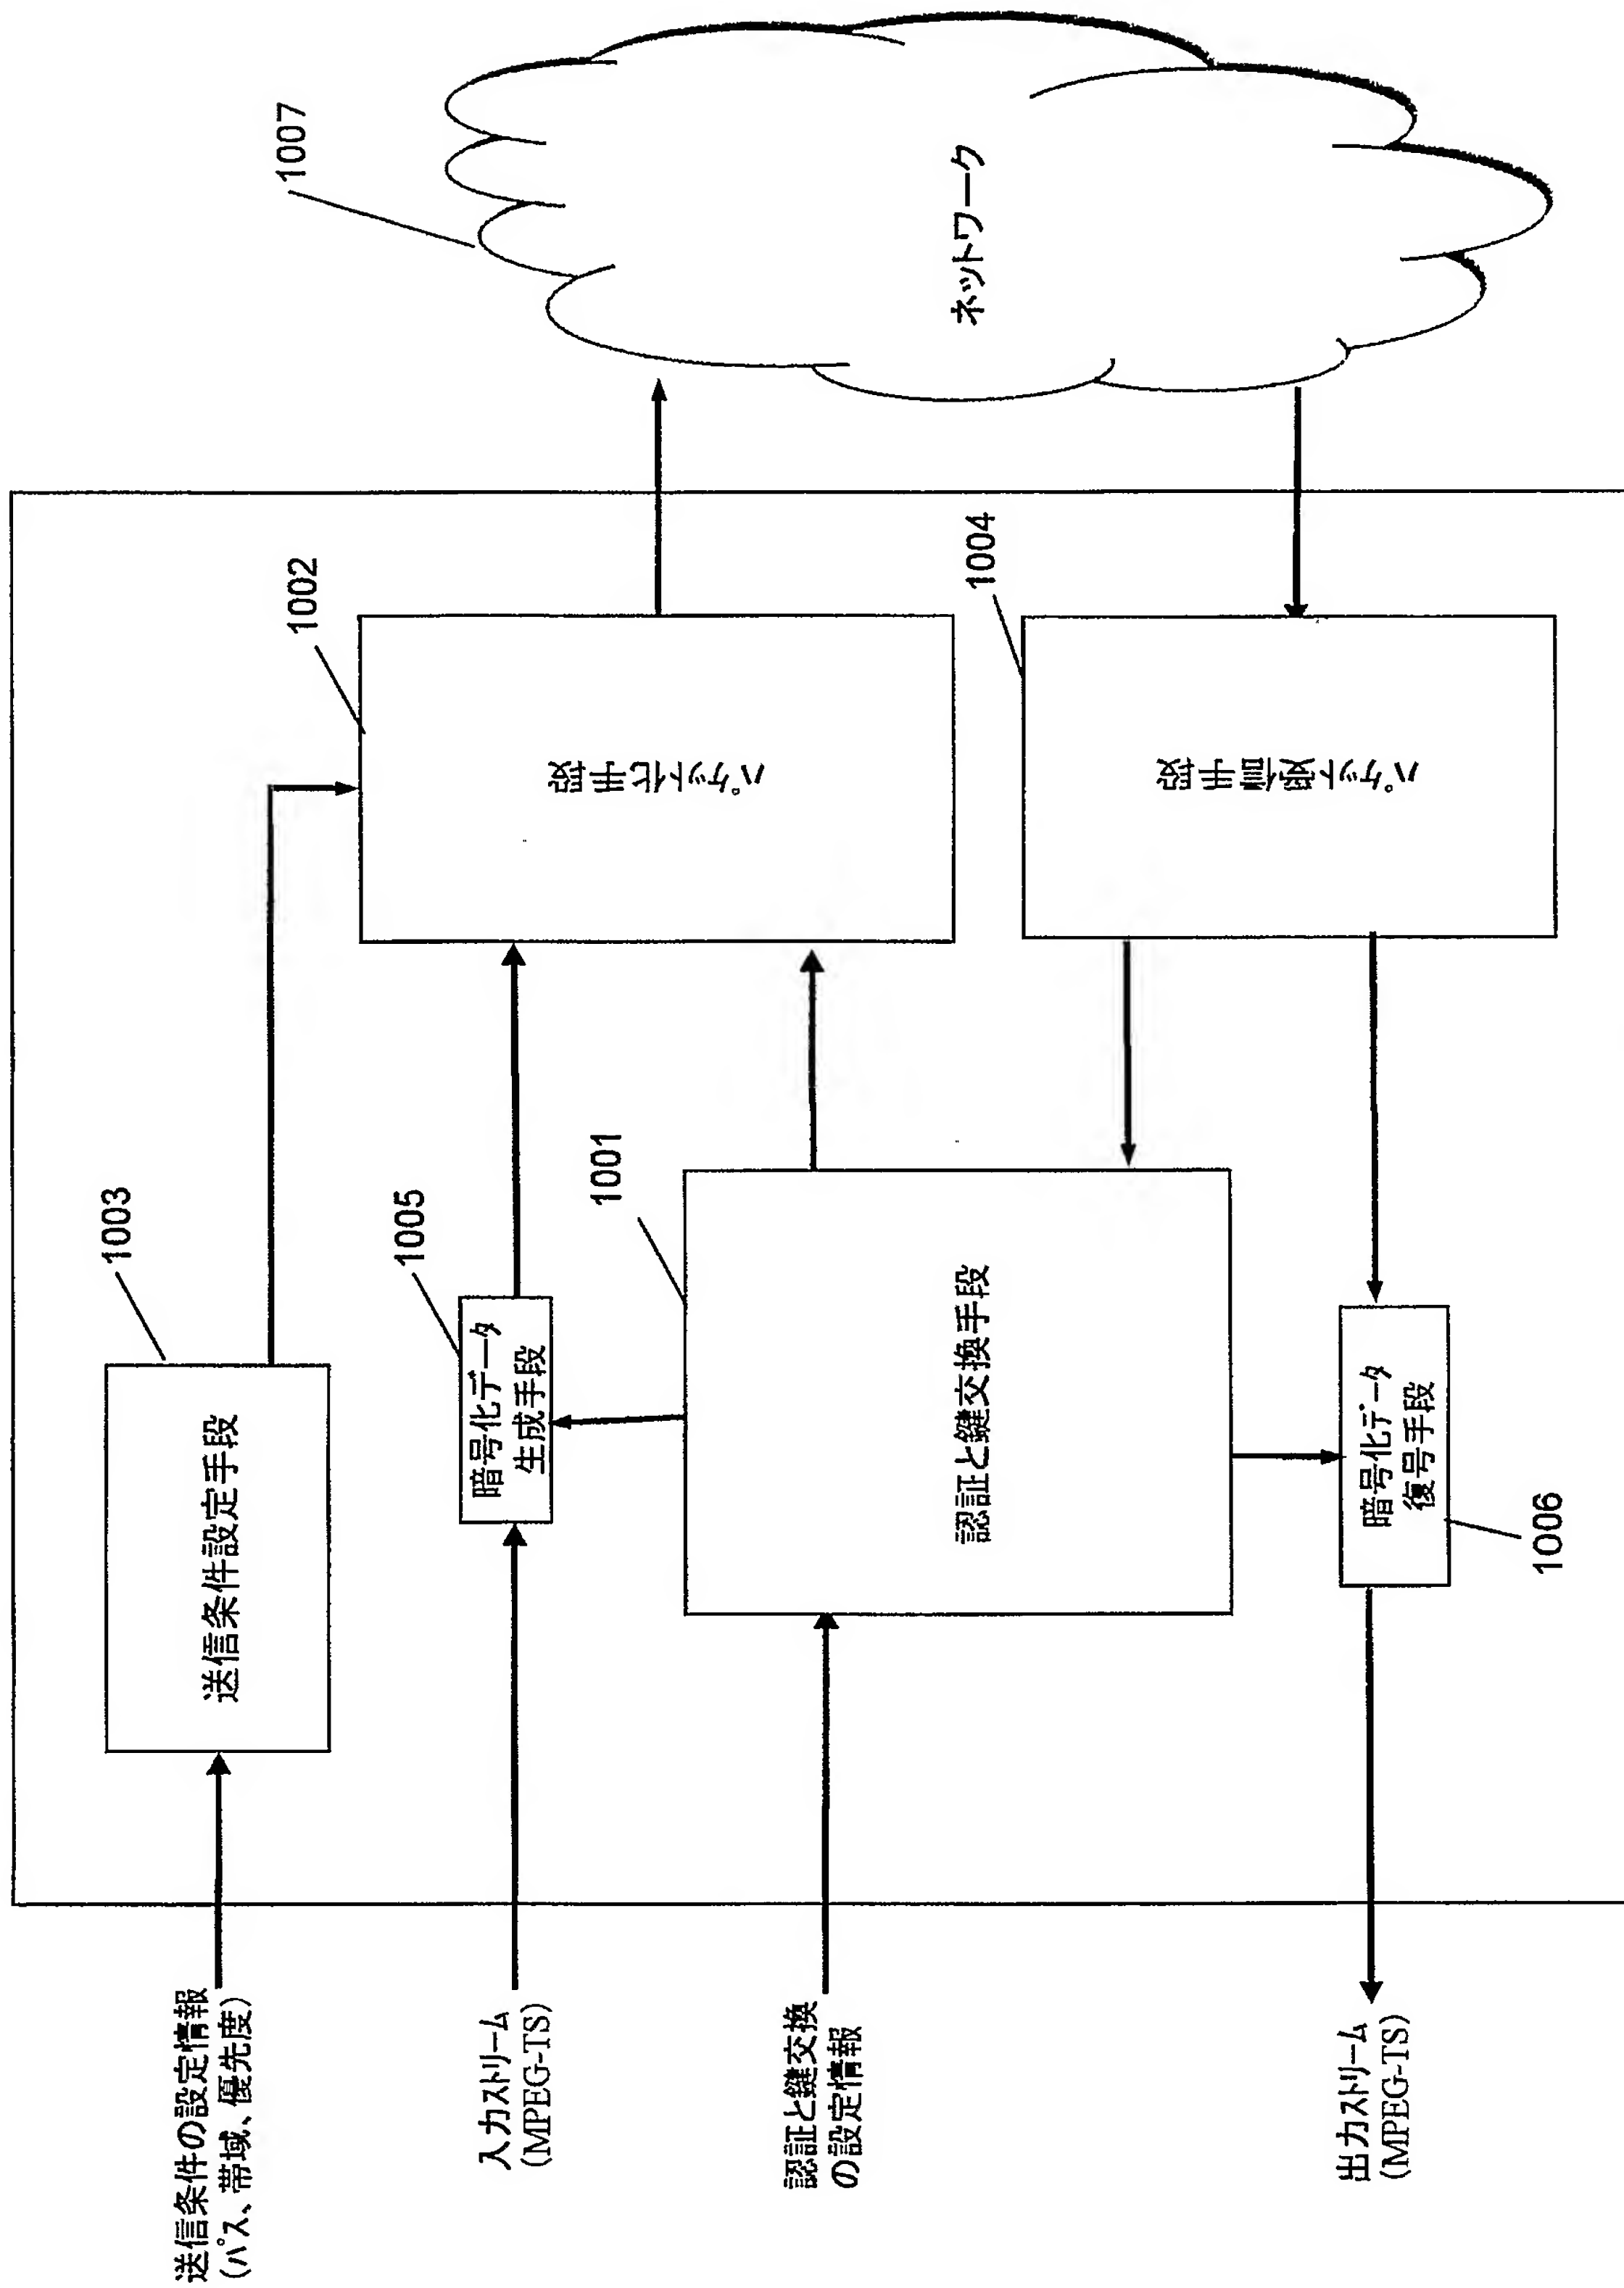 送信条件の設定情報
(パス、帯域、優先度)
入力ストリーム
(MPEG-TS)
認証と鍵交換
の設定情報
出力ストリーム
(MPEG-TS)
1003
送信条件設定手段
1005
暗号化データ
生成手段
1001
認証と鍵交換手段
暗号化データ
復号手段
1006
1002
パケット化手段
1004
パケット受信手段
1007
ネットワーク